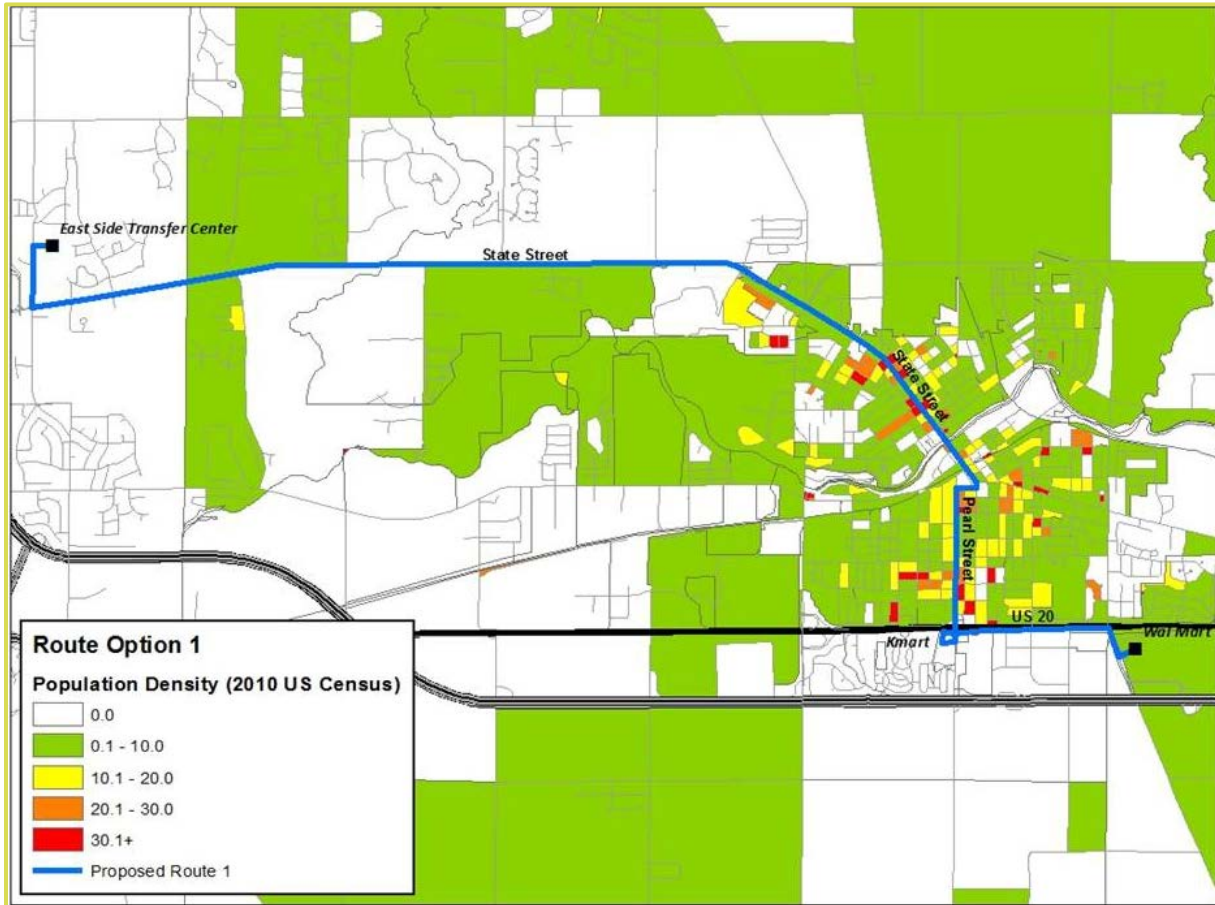 East Side Transfer Center
State Street
State Street
Pearl Street
US 20
Kmart
Wal Mart
Route Option 1
Population Density (2010 US Census)
0.0
0.1 - 10.0
10.1 - 20.0
20.1 - 30.0
30.1+
Proposed Route 1